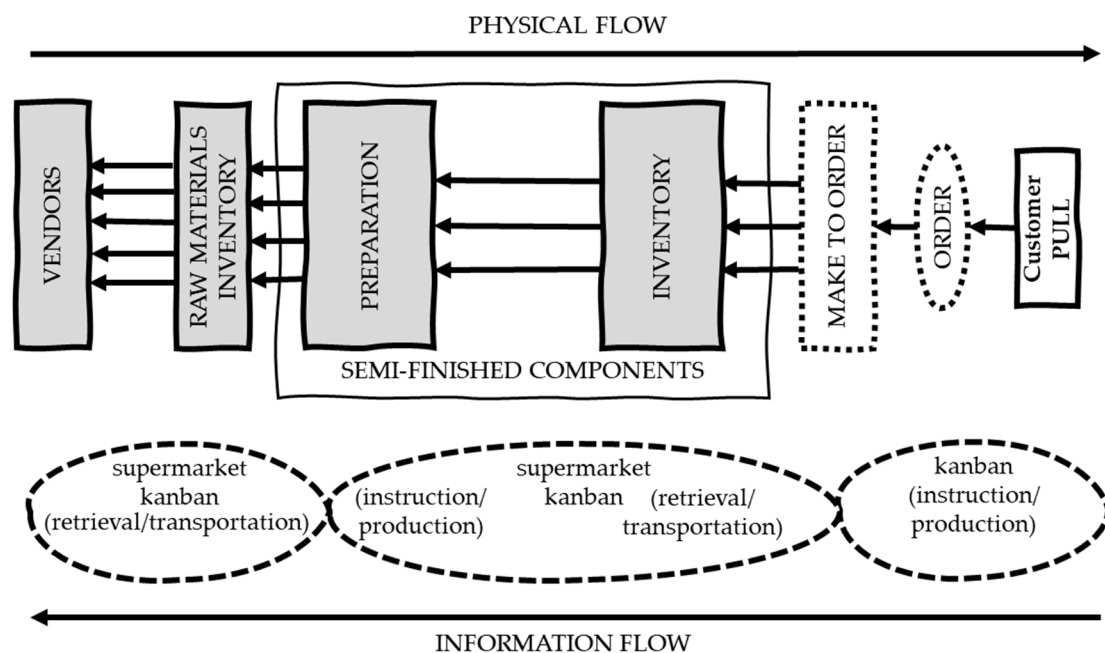 PHYSICAL FLOW
VENDORS
RAW MATERIALS
INVENTORY
PREPARATION
INVENTORY
SEMI-FINISHED COMPONENTS
MAKE TO ORDER
ORDER
Customer
PULL
supermarket
kanban
(retrieval/transportation)
supermarket
kanban
(instruction/
production)
(retrieval/
transportation)
kanban
(instruction/
production)
INFORMATION FLOW